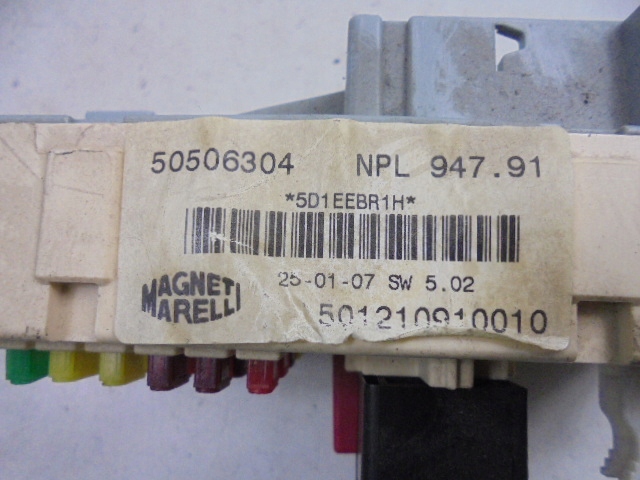 50506304 NPL 947.91
*5D1EEBR1H*
25-01-07 SW 5.02
MAGNETI
MARELLI
501210910010